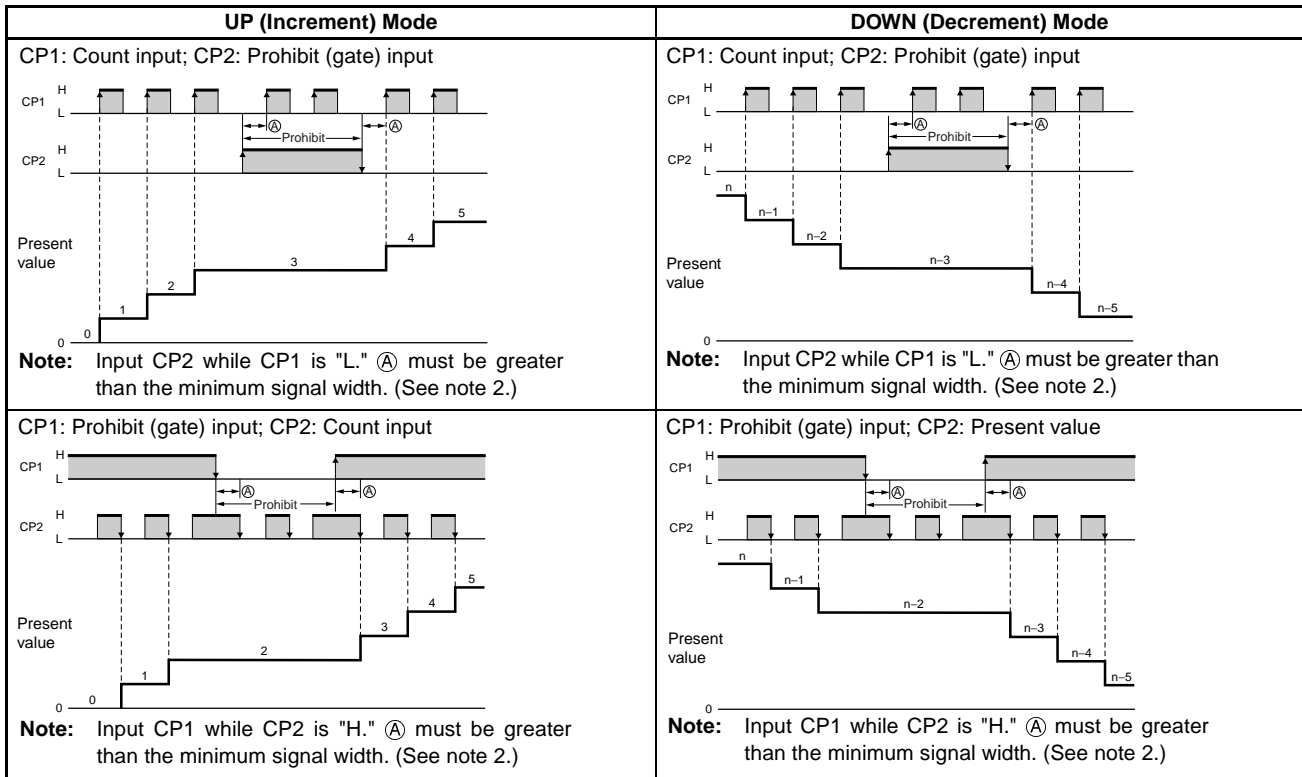 UP (Increment) Mode
DOWN (Decrement) Mode
CP1: Count input; CP2: Prohibit (gate) input
H
CP1
L
Ⓐ
Ⓐ
Prohibit
H
CP2
L
5
4
Present
value
3
2
1
0
0
Note: Input CP2 while CP1 is "L." Ⓐ must be greater
than the minimum signal width. (See note 2.)
CP1: Count input; CP2: Prohibit (gate) input
H
CP1
L
Ⓐ
Ⓐ
Prohibit
H
CP2
L
n
n–1
n–2
n–3
Present
value
n–4
n–5
0
Note: Input CP2 while CP1 is "L." Ⓐ must be greater than
the minimum signal width. (See note 2.)
CP1: Prohibit (gate) input; CP2: Count input
H
CP1
L
Ⓐ
Ⓐ
Prohibit
H
CP2
L
5
4
Present
value
3
2
1
0
0
Note: Input CP1 while CP2 is "H." Ⓐ must be greater
than the minimum signal width. (See note 2.)
CP1: Prohibit (gate) input; CP2: Present value
H
CP1
L
Ⓐ
Ⓐ
Prohibit
H
CP2
L
n
n–1
n–2
Present
value
n–3
n–4
n–5
0
Note: Input CP1 while CP2 is "H." Ⓐ must be greater
than the minimum signal width. (See note 2.)